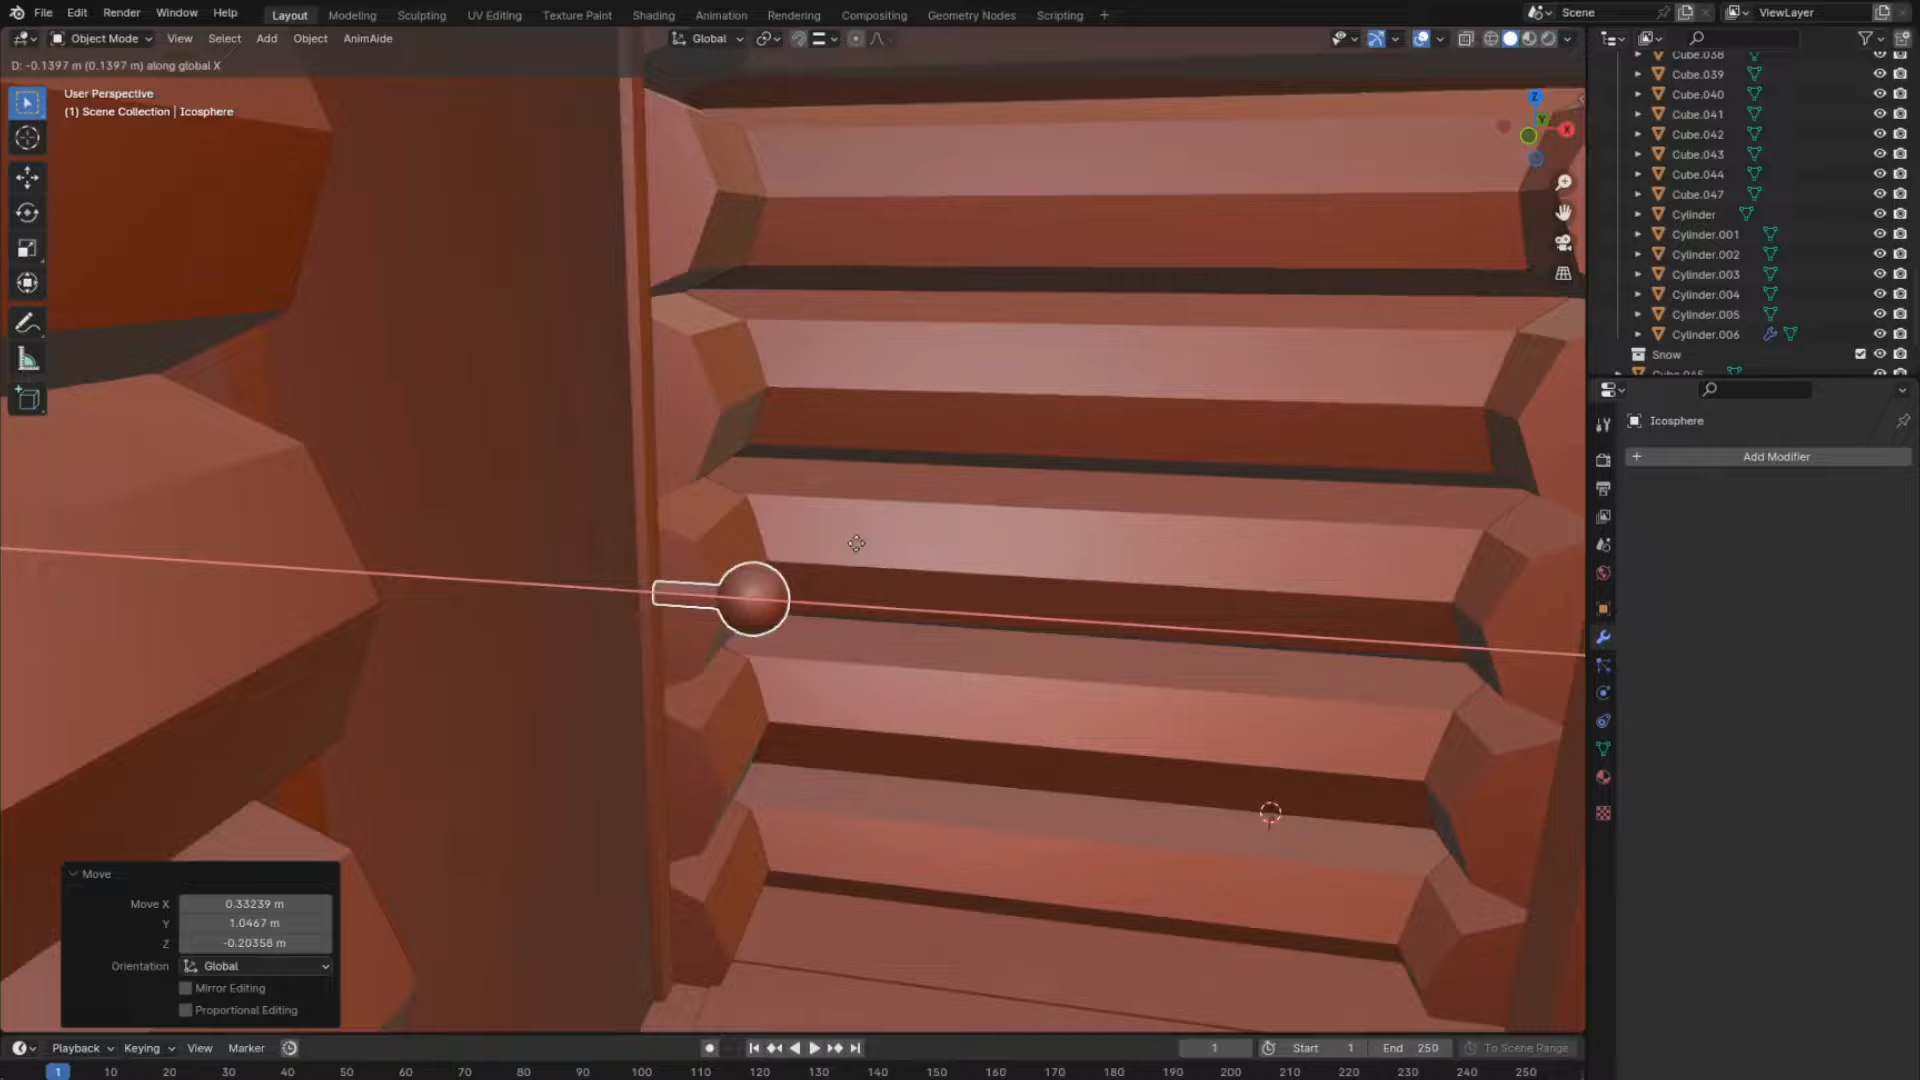 File Edit Render Window Help
Layout Modeling Sculpting UV Editing Texture Paint Shading Animation Rendering Compositing Geometry Nodes Scripting +
Scene
ViewLayer
Object Mode View Select Add Object AnimAide
Global
D: -0.1397 m (0.1397 m) along global X
User Perspective
(1) Scene Collection | Icosphere
Z
Y
X
Cube.038
Cube.039
Cube.040
Cube.041
Cube.042
Cube.043
Cube.044
Cube.047
Cylinder
Cylinder.001
Cylinder.002
Cylinder.003
Cylinder.004
Cylinder.005
Cylinder.006
Snow
Cube.045
Icosphere
+ Add Modifier
Move
Move X 0.33239 m
Y 1.0467 m
Z -0.20358 m
Orientation Global
Mirror Editing
Proportional Editing
Playback Keying View Marker
1 Start 1 End 250 To Scene Range
1 10 20 30 40 50 60 70 80 90 100 110 120 130 140 150 160 170 180 190 200 210 220 230 240 250